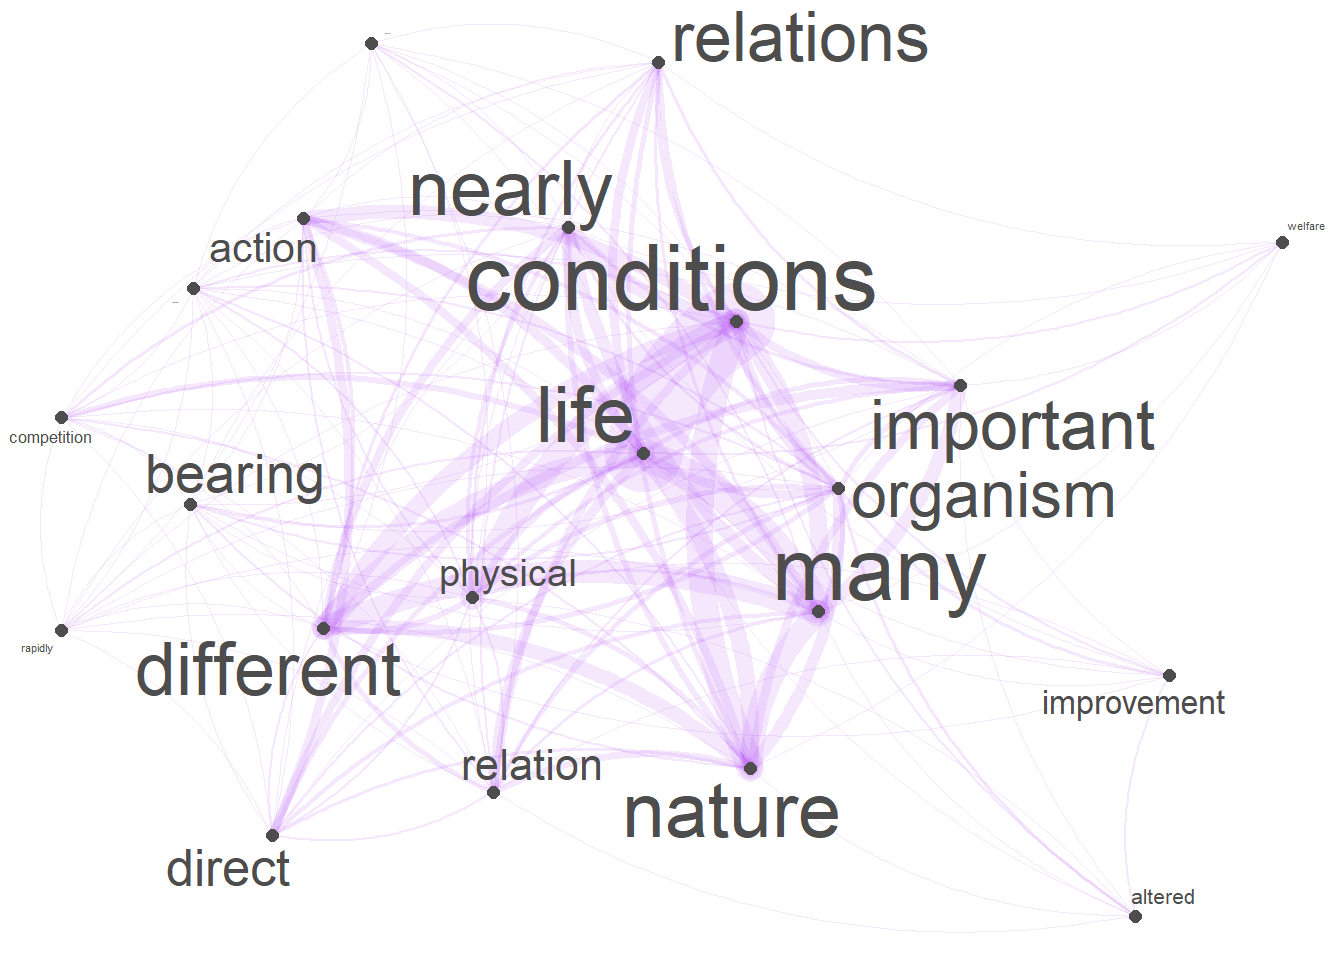 relations
nearly
welfare
action
conditions
life
important
competition
bearing
organism
physical
many
rapidly
different
improvement
relation
nature
direct
altered